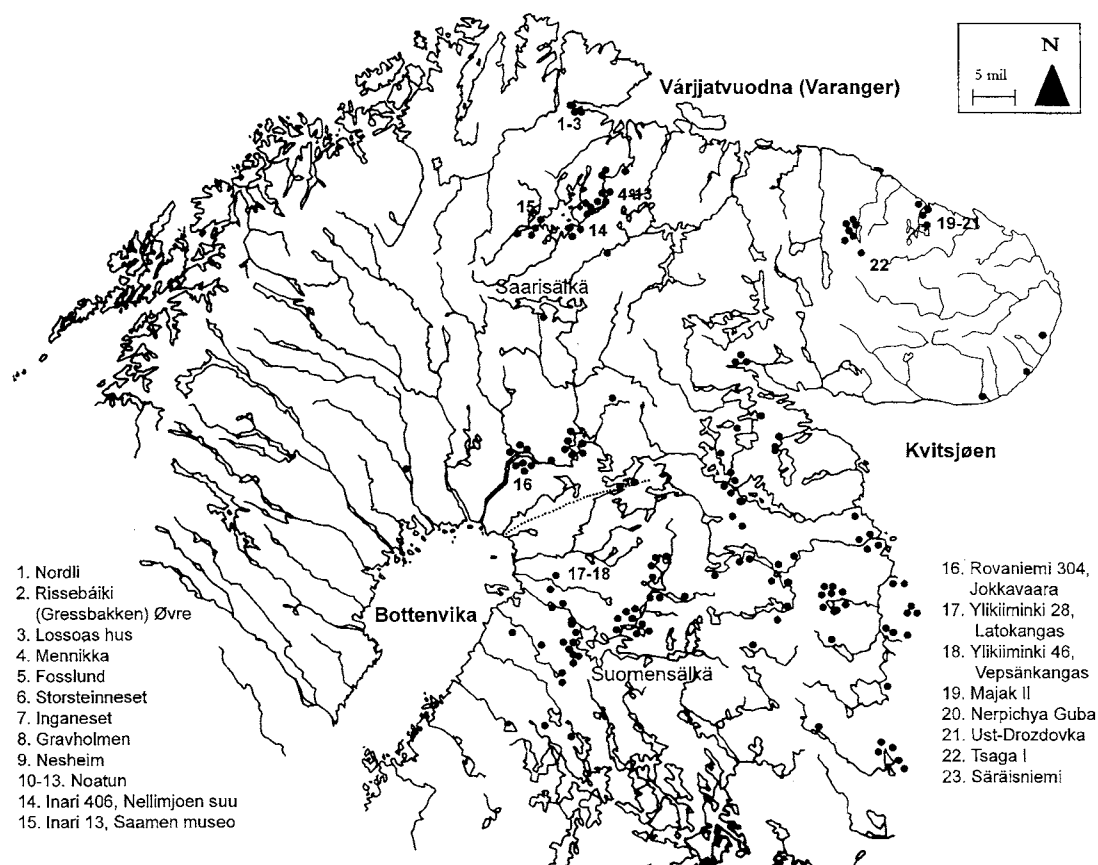 N
5 mil
Várjjatvuodna (Varanger)
1-3
15
14
19-21
22
Saarisälkä
Kvitsjøen
16
17-18
Bottenvika
Suomensälkä
1. Nordli
2. Rissebáiki
(Gressbakken) Øvre
3. Lossoas hus
4. Mennikka
5. Fosslund
6. Storsteinneset
7. Inganeset
8. Gravholmen
9. Nesheim
10-13. Noatun
14. Inari 406, Nellimjoen suu
15. Inari 13, Saamen museo
16. Rovaniemi 304,
Jokkavaara
17. Ylikiiminki 28,
Latokangas
18. Ylikiiminki 46,
Vepsänkangas
19. Majak II
20. Nerpichya Guba
21. Ust-Drozdovka
22. Tsaga I
23. Säräisniemi